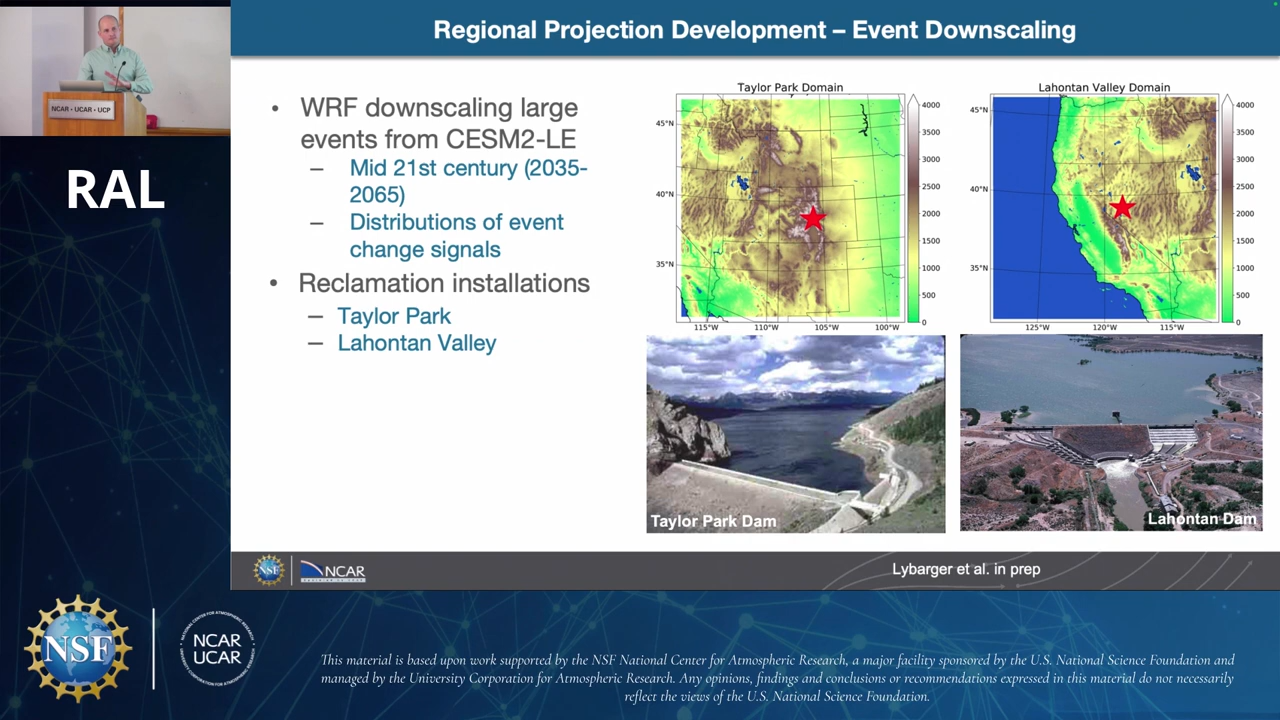 Regional Projection Development – Event Downscaling
NCAR • UCAR • UCP
RAL
• WRF downscaling large
events from CESM2-LE
– Mid 21st century (2035-
2065)
– Distributions of event
change signals
• Reclamation installations
– Taylor Park
– Lahontan Valley
Taylor Park Domain
45°N
40°N
35°N
115°W
110°W
105°W
100°W
4000
3500
3000
2500
2000
1500
1000
500
0
Lahontan Valley Domain
45°N
40°N
35°N
125°W
120°W
115°W
4000
3500
3000
2500
2000
1500
1000
500
0
Taylor Park Dam
Lahontan Dam
NSF
NCAR
Lybarger et al. in prep
NSF
NCAR
UCAR
This material is based upon work supported by the NSF National Center for Atmospheric Research, a major facility sponsored by the U.S. National Science Foundation and
managed by the University Corporation for Atmospheric Research. Any opinions, findings and conclusions or recommendations expressed in this material do not necessarily
reflect the views of the U.S. National Science Foundation.